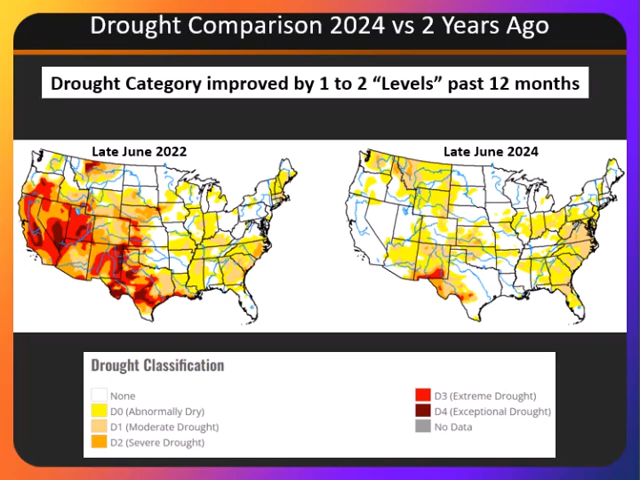 Drought Comparison 2024 vs 2 Years Ago
Drought Category improved by 1 to 2 “Levels” past 12 months
Late June 2022
Late June 2024
Drought Classification
None
D0 (Abnormally Dry)
D1 (Moderate Drought)
D2 (Severe Drought)
D3 (Extreme Drought)
D4 (Exceptional Drought)
No Data